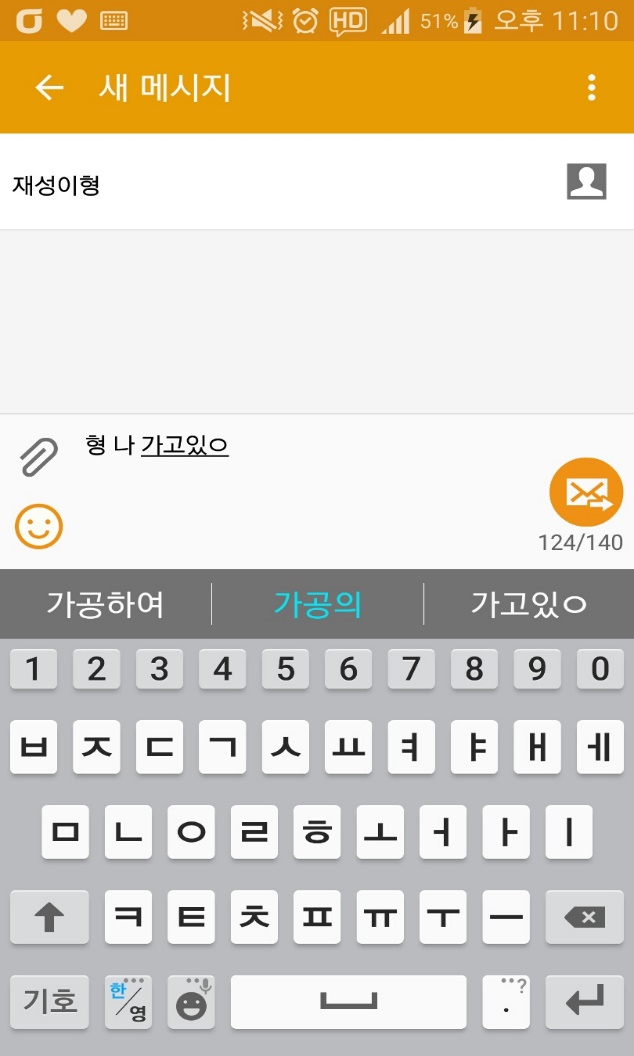 HD 51% 오후 11:10
새 메시지
재성이형
형 나 가고있ㅇ
124/140
가공하여 가공의 가고있ㅇ
1 2 3 4 5 6 7 8 9 0
ㅂ ㅈ ㄷ ㄱ ㅅ ㅛ ㅕ ㅑ ㅐ ㅔ
ㅁ ㄴ ㅇ ㄹ ㅎ ㅗ ㅓ ㅏ ㅣ
ㅋ ㅌ ㅊ ㅍ ㅠ ㅜ ㅡ
기호 한/영 . ?